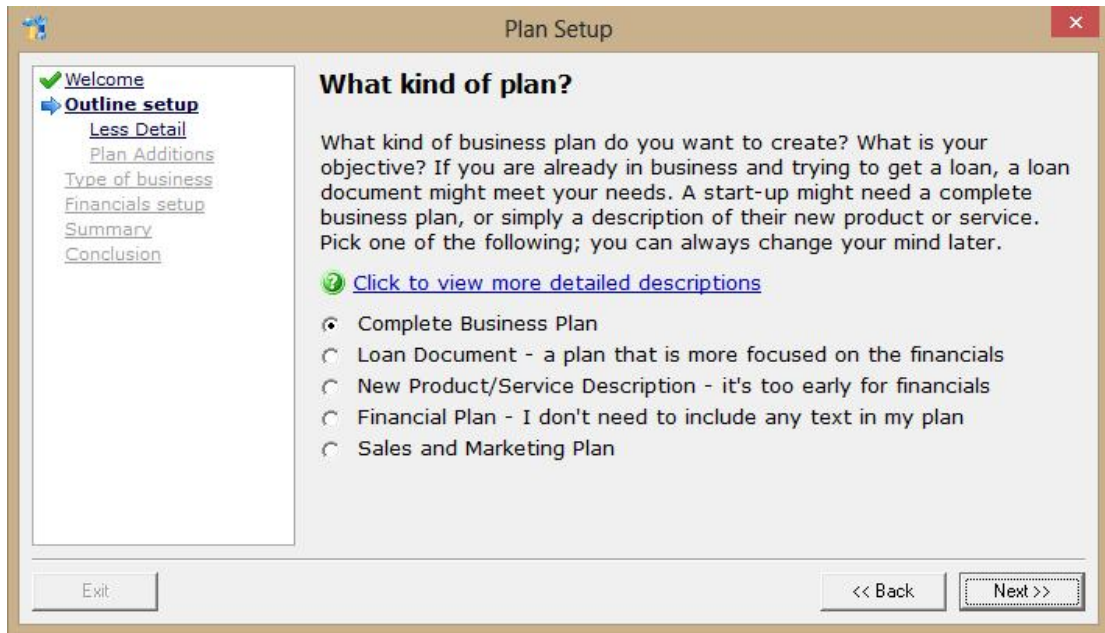 Plan Setup
Welcome
Outline setup
Less Detail
Plan Additions
Type of business
Financials setup
Summary
Conclusion
What kind of plan?
What kind of business plan do you want to create? What is your
objective? If you are already in business and trying to get a loan, a loan
document might meet your needs. A start-up might need a complete
business plan, or simply a description of their new product or service.
Pick one of the following; you can always change your mind later.
Click to view more detailed descriptions
Complete Business Plan
Loan Document - a plan that is more focused on the financials
New Product/Service Description - it's too early for financials
Financial Plan - I don't need to include any text in my plan
Sales and Marketing Plan
Exit
<< Back
Next >>